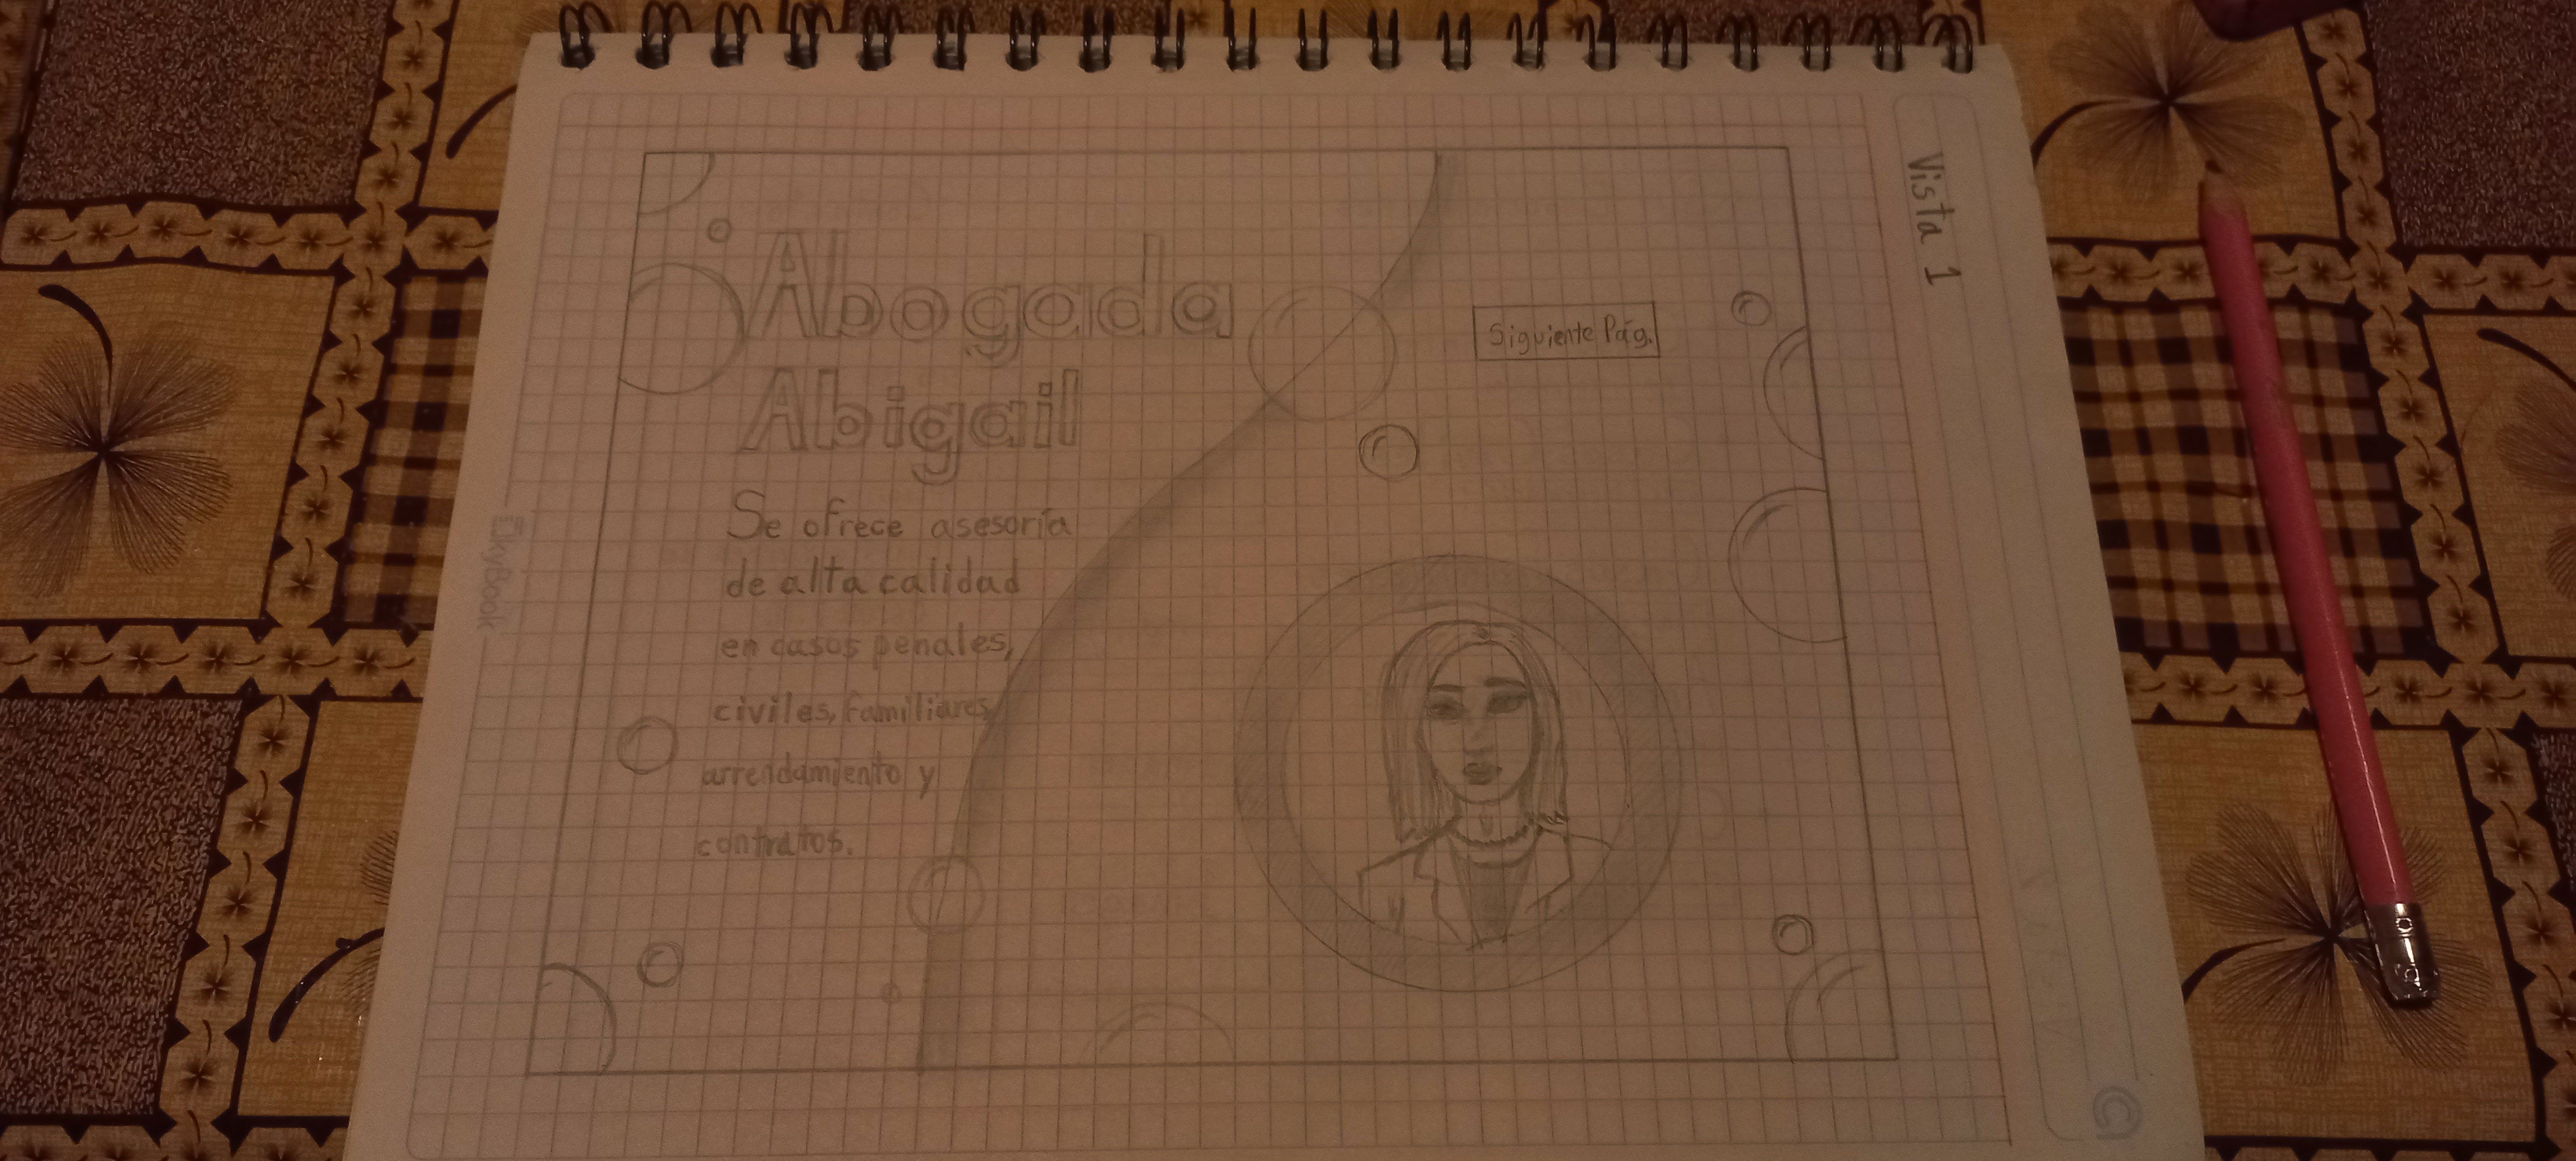 Vista 1
Abogada
Abigail
Siguiente Pág.
Se ofrece asesoría
de alta calidad
en casos penales,
civiles, familiares,
arrendamiento y
contratos.
SkyBook